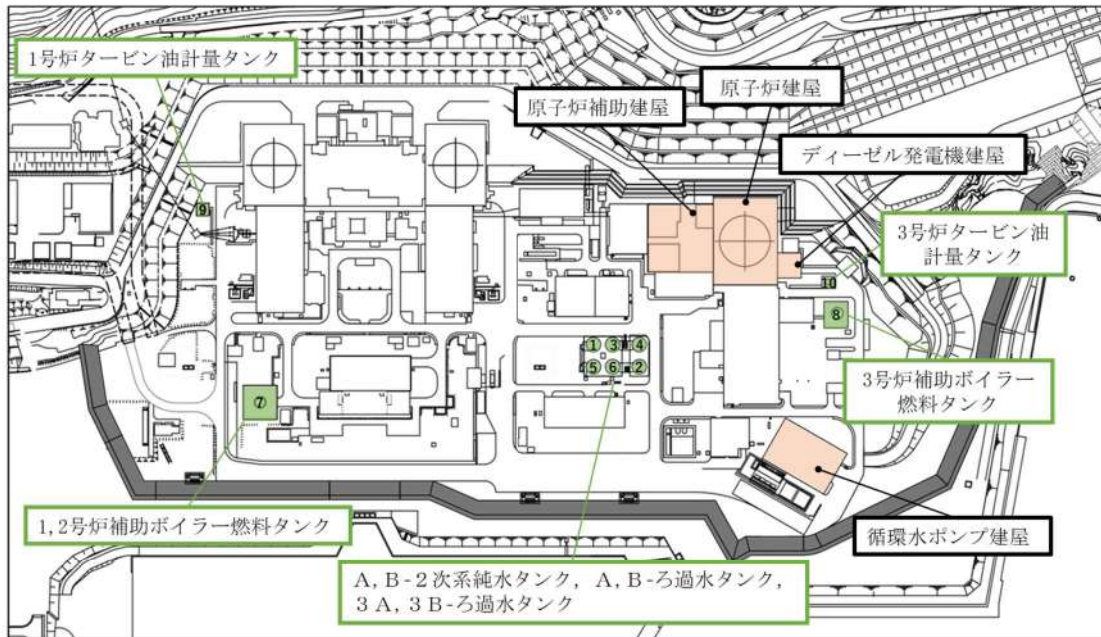 1号炉タービン油計量タンク
原子炉建屋
原子炉補助建屋
ディーゼル発電機建屋
⑨
3号炉タービン油
計量タンク
10
⑧
① ③ ④
⑤ ⑥ ②
3号炉補助ボイラー
燃料タンク
⑦
1,2号炉補助ボイラー燃料タンク
循環水ポンプ建屋
A,B-2次系純水タンク,A,B-ろ過水タンク,
3A,3B-ろ過水タンク